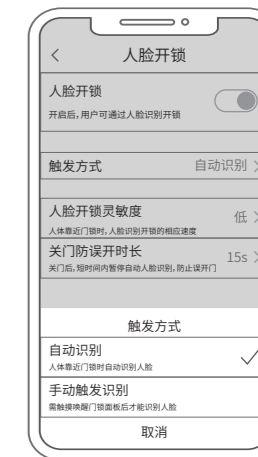 人脸开锁
人脸开锁
开启后，用户可通过人脸识别开锁
触发方式 自动识别
人脸开锁灵敏度 低
人体靠近门锁时，人脸识别开锁的相应速度
关门防误开时长 15s
关门后，短时间内暂停自动人脸识别，防止误开门
触发方式
自动识别
人体靠近门锁时自动识别人脸
手动触发识别
需触摸唤醒门锁面板后才能识别人脸
取消